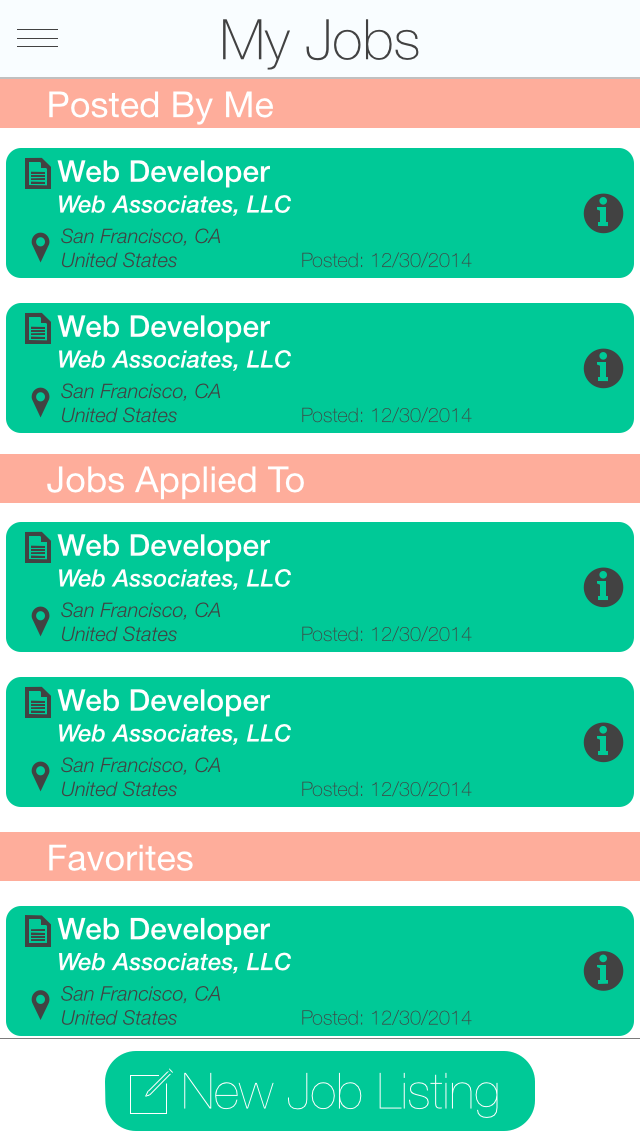 My Jobs
Posted By Me
Web Developer
Web Associates, LLC
San Francisco, CA
United States
Posted: 12/30/2014
Web Developer
Web Associates, LLC
San Francisco, CA
United States
Posted: 12/30/2014
Jobs Applied To
Web Developer
Web Associates, LLC
San Francisco, CA
United States
Posted: 12/30/2014
Web Developer
Web Associates, LLC
San Francisco, CA
United States
Posted: 12/30/2014
Favorites
Web Developer
Web Associates, LLC
San Francisco, CA
United States
Posted: 12/30/2014
New Job Listing